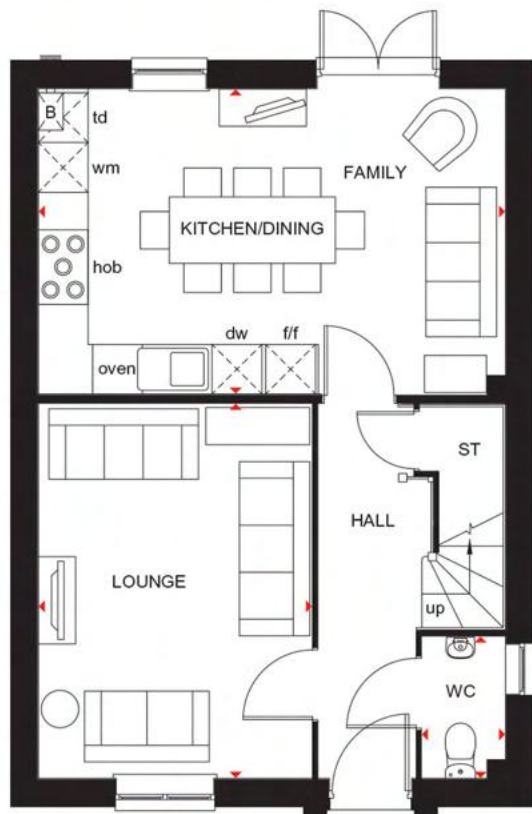 B
td
wm
FAMILY
KITCHEN/DINING
hob
dw
f/f
oven
ST
HALL
LOUNGE
up
WC